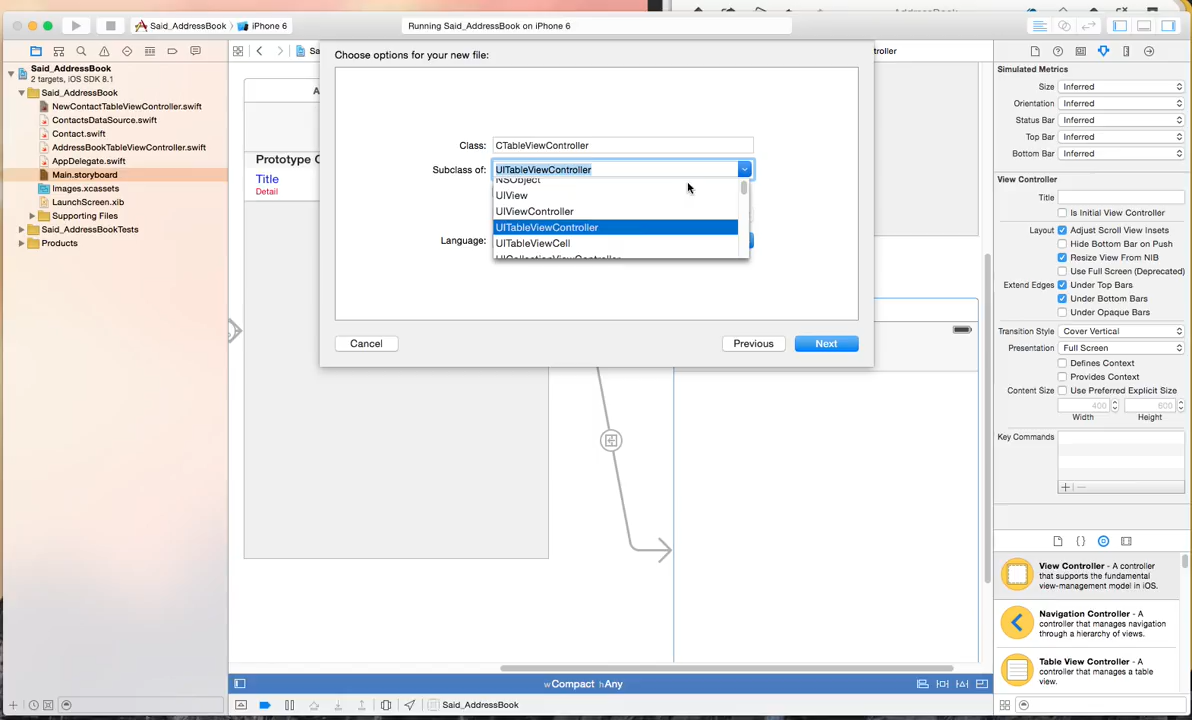 Said_AddressBook
iPhone 6
Running Said_AddressBook on iPhone 6
Said_AddressBook
2 targets, iOS SDK 8.1
Said_AddressBook
NewContactTableViewController.swift
ContactsDataSource.swift
Contact.swift
AddressBookTableViewController.swift
AppDelegate.swift
Main.storyboard
Images.xcassets
LaunchScreen.xib
Supporting Files
Said_AddressBookTests
Products
Sa
A
Prototype C
Title
Detail
Choose options for your new file:
Class:
CTableViewController
Subclass of:
UITableViewController
NSObject
UIView
UIViewController
UITableViewController
UITableViewCell
UICollectionViewController
Language:
Cancel
Previous
Next
roller
wCompact hAny
Said_AddressBook
Simulated Metrics
Size
Inferred
Orientation
Inferred
Status Bar
Inferred
Top Bar
Inferred
Bottom Bar
Inferred
View Controller
Title
Is Initial View Controller
Layout
Adjust Scroll View Insets
Hide Bottom Bar on Push
Resize View From NIB
Use Full Screen (Deprecated)
Extend Edges
Under Top Bars
Under Bottom Bars
Under Opaque Bars
Transition Style
Cover Vertical
Presentation
Full Screen
Defines Context
Provides Context
Content Size
Use Preferred Explicit Size
400
600
Width
Height
Key Commands
View Controller - A controller
that supports the fundamental
view-management model in iOS.
Navigation Controller - A
controller that manages navigation
through a hierarchy of views.
Table View Controller - A
controller that manages a table
view.